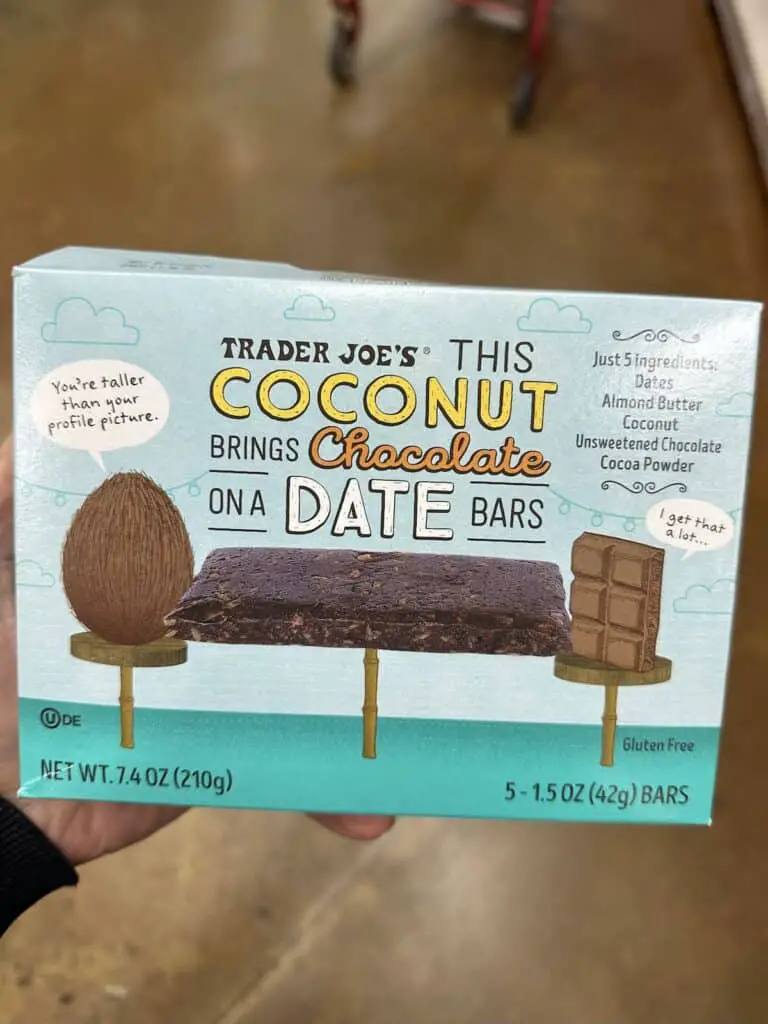 TRADER JOE'S® THIS
COCONUT
BRINGS Chocolate
ON A DATE BARS
Just 5 ingredients:
Dates
Almond Butter
Coconut
Unsweetened Chocolate
Cocoa Powder
You're taller
than your
profile picture.
I get that
a lot...
U DE
Gluten Free
NET WT. 7.4 OZ (210g)
5 - 1.5 OZ (42g) BARS